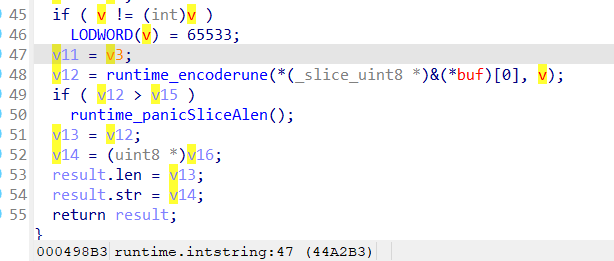 45 if ( v != (int)v )
46 LODWORD(v) = 65533;
47 v11 = v3;
48 v12 = runtime_encoderune(*(_slice_uint8 *)&(*buf)[0], v);
49 if ( v12 > v15 )
50 runtime_panicSliceAlen();
51 v13 = v12;
52 v14 = (uint8 *)v16;
53 result.len = v13;
54 result.str = v14;
55 return result;
}
000498B3 runtime.intstring:47 (44A2B3)